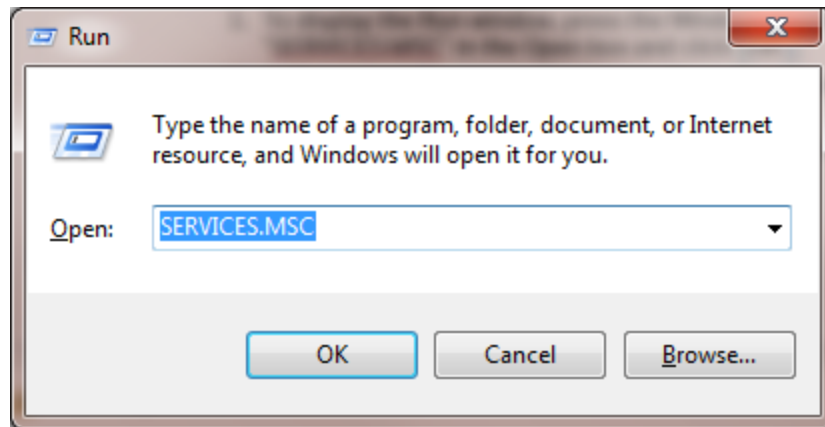 Run
Type the name of a program, folder, document, or Internet
resource, and Windows will open it for you.
Open: SERVICES.MSC
OK Cancel Browse...